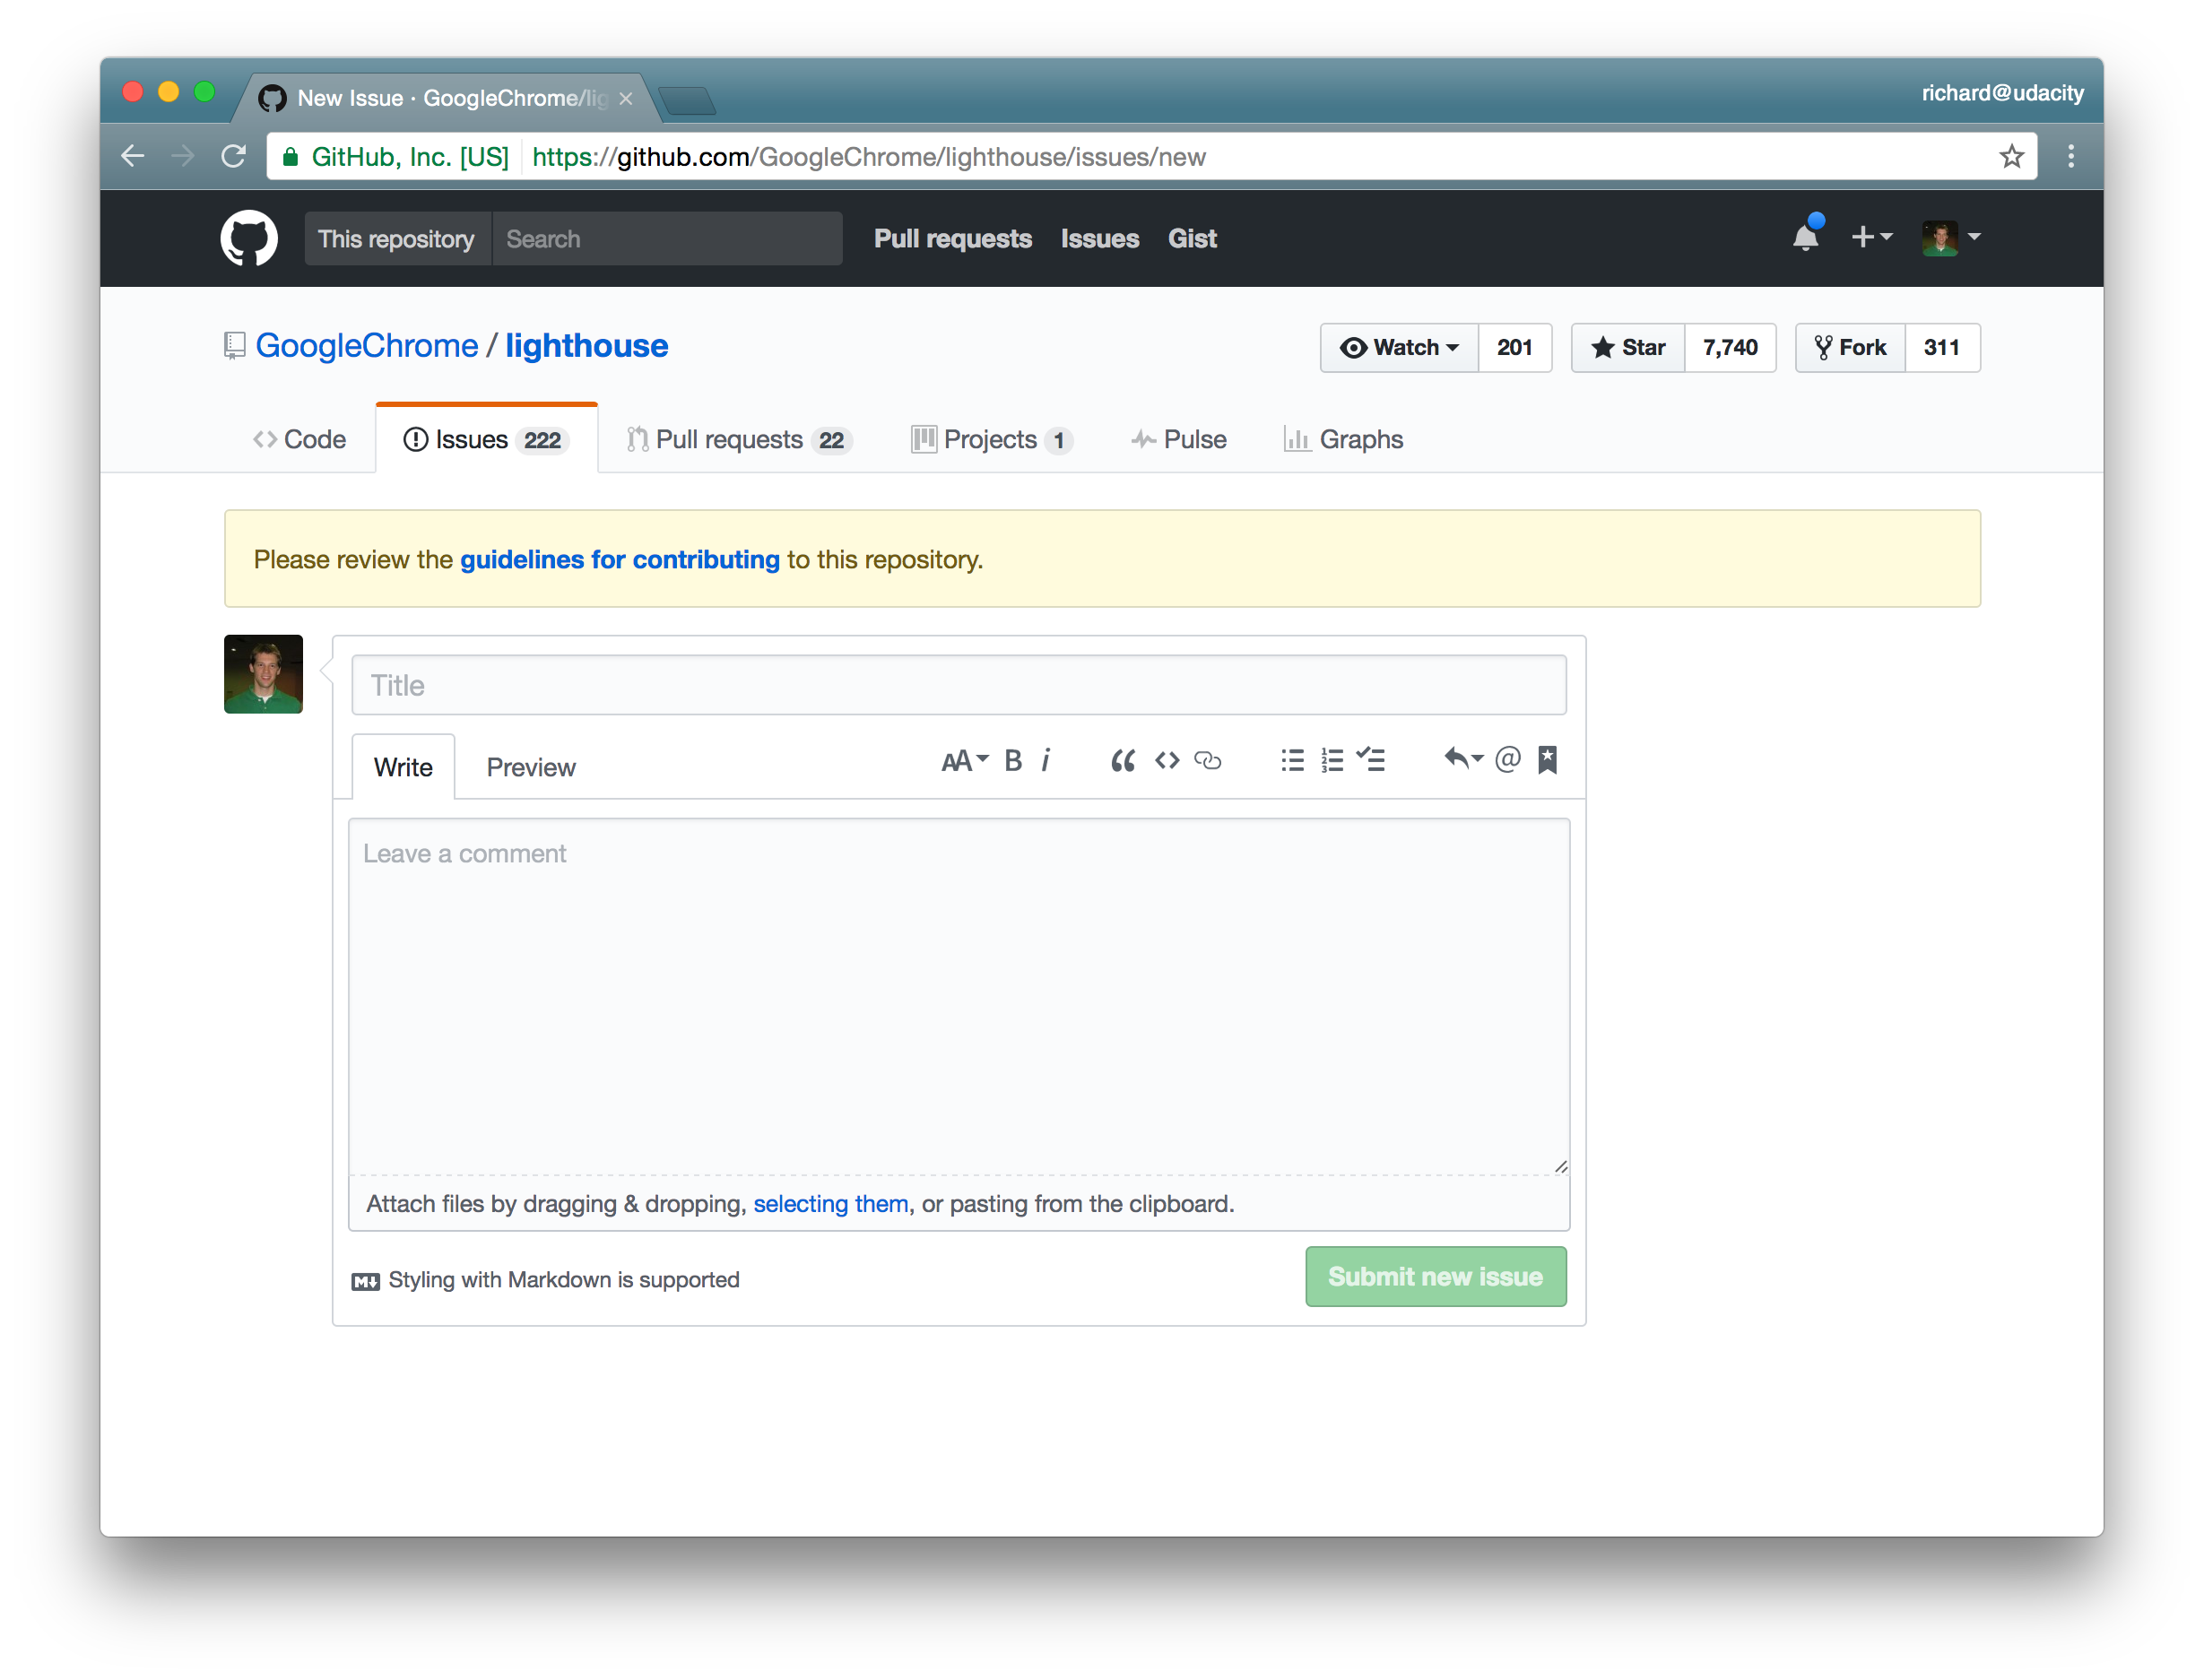 New Issue · GoogleChrome/lig
richard@udacity
GitHub, Inc. [US] https://github.com/GoogleChrome/lighthouse/issues/new
This repository Search Pull requests Issues Gist
GoogleChrome / lighthouse Watch 201 Star 7,740 Fork 311
Code Issues 222 Pull requests 22 Projects 1 Pulse Graphs
Please review the guidelines for contributing to this repository.
Title
Write Preview AA B i
Leave a comment
Attach files by dragging & dropping, selecting them, or pasting from the clipboard.
Styling with Markdown is supported Submit new issue